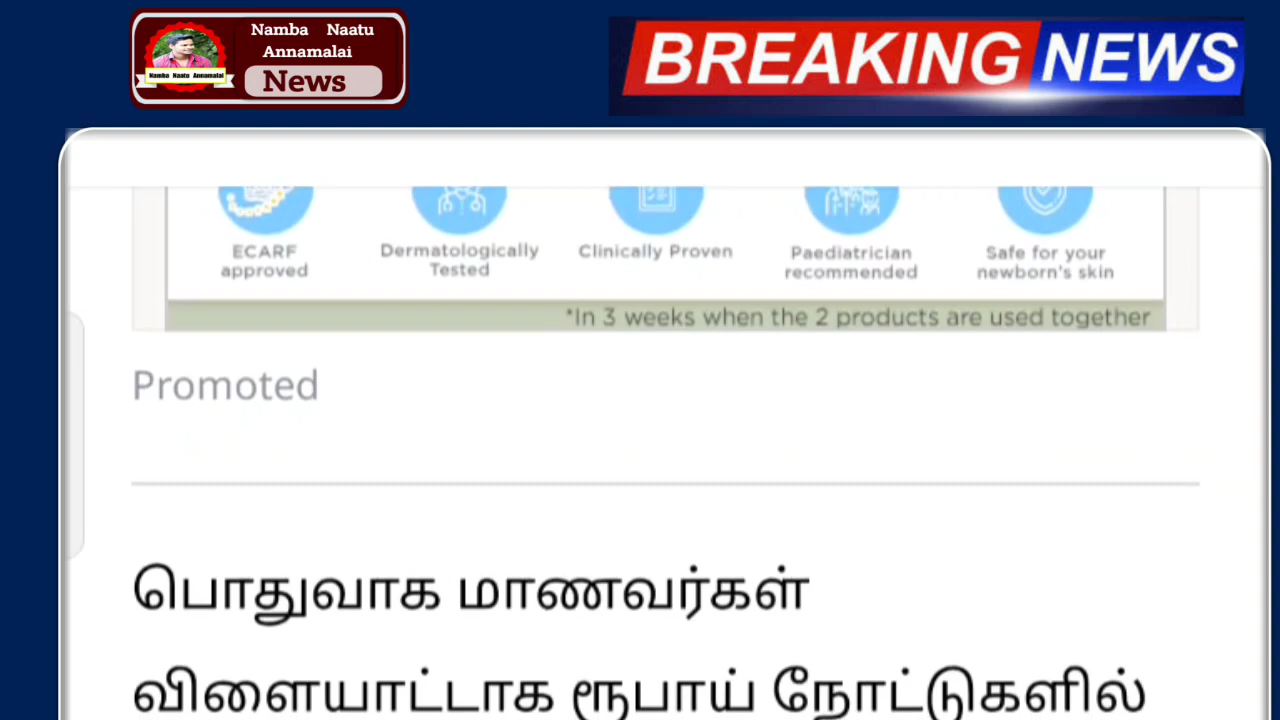 Namba Naatu
Annamalai
News
Namba Naatu Annamalai
BREAKING NEWS
ECARF
approved
Dermatologically
Tested
Clinically Proven
Paediatrician
recommended
Safe for your
newborn's skin
*In 3 weeks when the 2 products are used together
Promoted
பொதுவாக மாணவர்கள்
விளையாட்டாக ரூபாய் நோட்டுகளில்